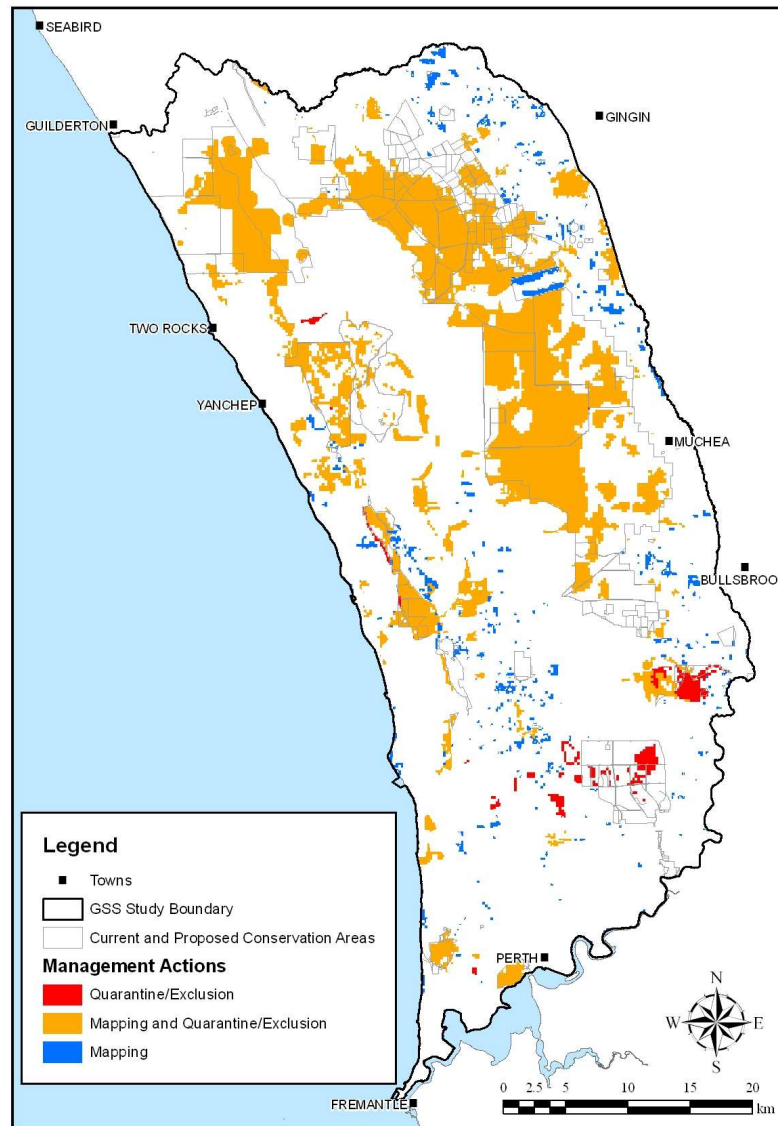 SEABIRD
GINGIN
GUILDERTON
TWO ROCKS
YANCHEP
MUCHEA
BULLSBROO
Legend
Towns
GSS Study Boundary
Current and Proposed Conservation Areas
Management Actions
Quarantine/Exclusion
Mapping and Quarantine/Exclusion
Mapping
PERTH
N
W E
S
FREMANTLE
0 2.5 5 10 15 20
km